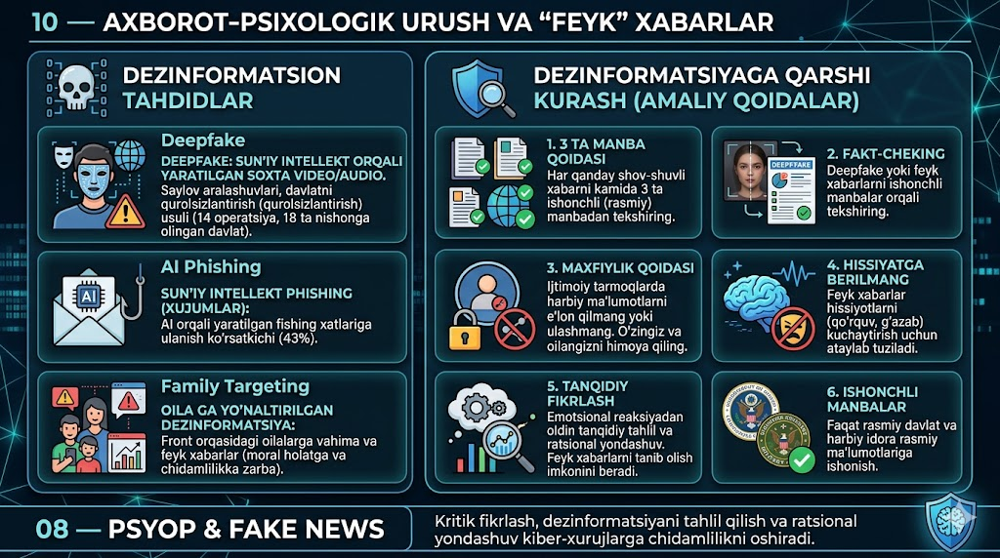 10 — AXBOROT-PSIXOLOGIK URUSH VA “FEYK” XABARLAR
DEZINFORMATSION
TAHDIDLAR
Deepfake
DEEPFAKE: SUN’IY INTELLEKT ORQALI
YARATILGAN SOXTA VIDEO/AUDIO.
Saylov aralashuvlari, davlatni
qurolsizlantirish (qurolsizlantirish)
usuli (14 operatsiya, 18 ta nishonga
olingan davlat).
AI Phishing
AI
SUN’IY INTELLEKT PHISHING
(XUJUMLAR):
AI orqali yaratilgan fishing xatlariga
ulanish ko’rsatkichi (43%).
Family Targeting
OILA GA YO’NALTIRILGAN
DEZINFORMATSIYA:
Front orqasidagi oilalarga vahima va
feyk xabarlar (moral holatga va
chidamlilikka zarba).
DEZINFORMATSIYAGA QARSHI
KURASH (AMALIY QOIDALAR)
1. 3 TA MANBA
QOIDASI
Har qanday shov-shuvli
xabarni kamida 3 ta
ishonchli (rasmiy)
manbadan tekshiring.
DEEPFFAKE
2. FAKT-CHEKING
Deepfake yoki feyk
xabarlarni ishonchli
manbalar orqali
tekshiring.
3. MAXFIYLIK QOIDASI
Ijtimoiy tarmoqlarda
harbiy ma’lumotlarni
e’lon qilmang yoki
ulashmang. O’zingiz va
oilangizni himoya qiling.
4. HISSIYATGA
BERILMANG
Feyk xabarlar
hissiyotlarni
(qo’rquv, g’azab)
kuchaytirish uchun
ataylab tuziladi.
5. TANQIDIY
FIKRLASH
Emotsional reaksiyadan
oldin tanqidiy tahlil va
ratsional yondashuv.
Feyk xabarlarni tanib olish
imkonini beradi.
6. ISHONCHLI
MANBALAR
Faqat rasmiy davlat va
harbiy idora rasmiy
ma’lumotlariga
ishonish.
08 — PSYOP & FAKE NEWS
Kritik fikrlash, dezinformatsiyani tahlil qilish va ratsional
yondashuv kiber-xurujlarga chidamlilikni oshiradi.